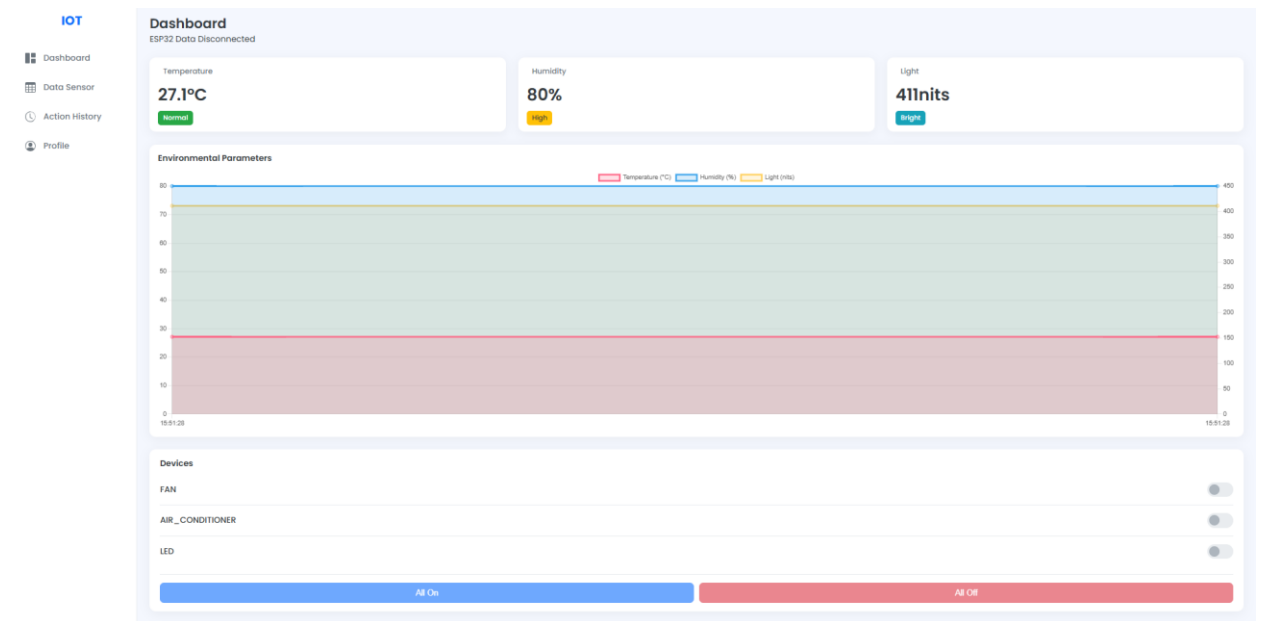 IOT
Dashboard
Data Sensor
Action History
Profile
Dashboard
ESP32 Data Disconnected
Temperature
27.1°C
Normal
Humidity
80%
High
Light
411nits
Bright
Environmental Parameters
Temperature (°C) Humidity (%) Light (nits)
80
70
60
50
40
30
20
10
0
450
400
350
300
250
200
150
100
50
0
15:51:28 15:51:28
Devices
FAN
AIR_CONDITIONER
LED
All On All Off